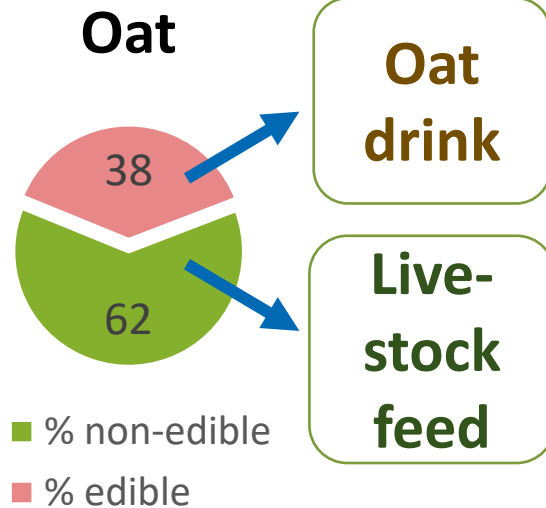 Oat
38
62
% non-edible
% edible
Oat
drink
Live-
stock
feed